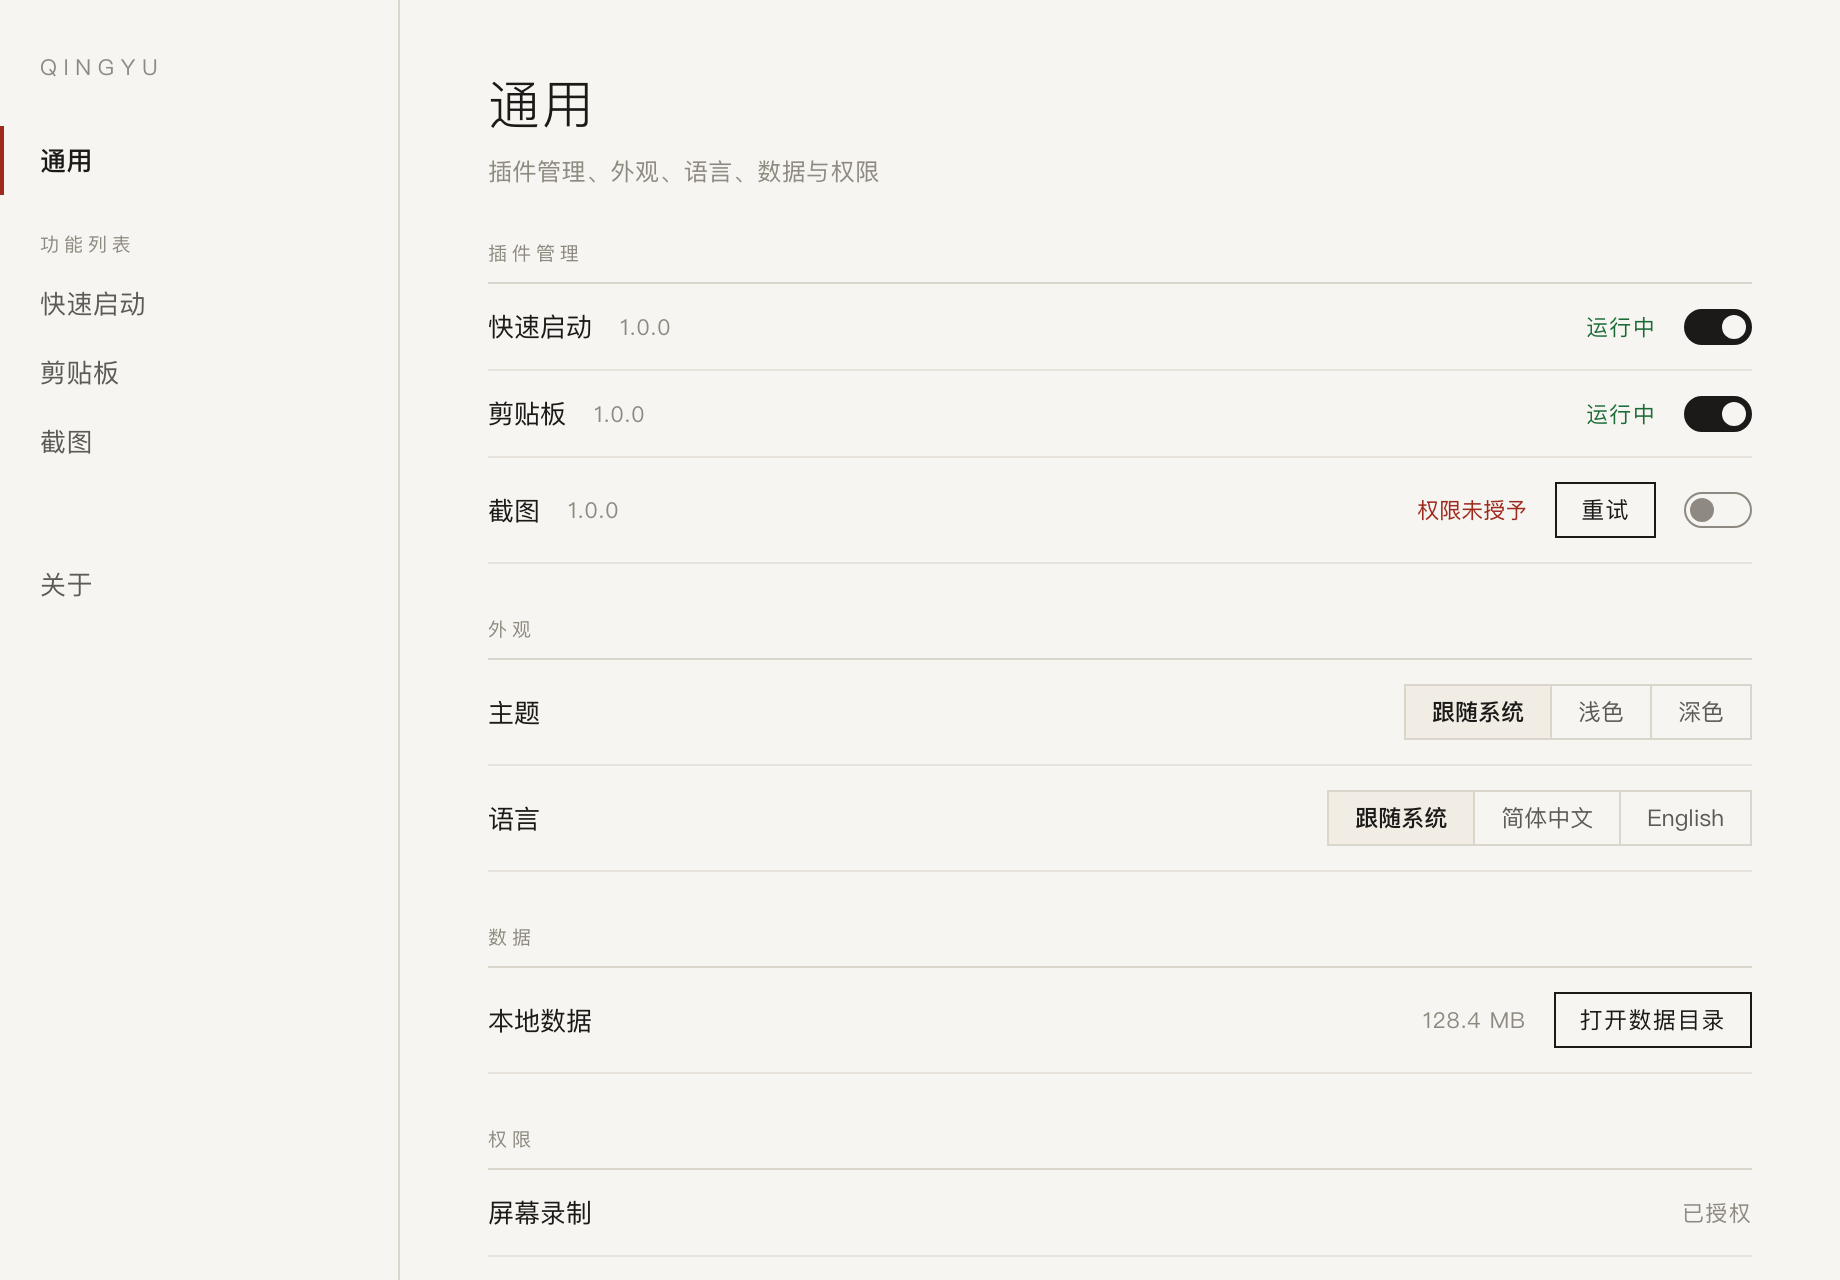 QINGYU
通用
功能列表
快速启动
剪贴板
截图
关于
通用
插件管理、外观、语言、数据与权限
插件管理
快速启动 1.0.0 运行中
剪贴板 1.0.0 运行中
截图 1.0.0 权限未授予 重试
外观
主题 跟随系统 浅色 深色
语言 跟随系统 简体中文 English
数据
本地数据 128.4 MB 打开数据目录
权限
屏幕录制 已授权